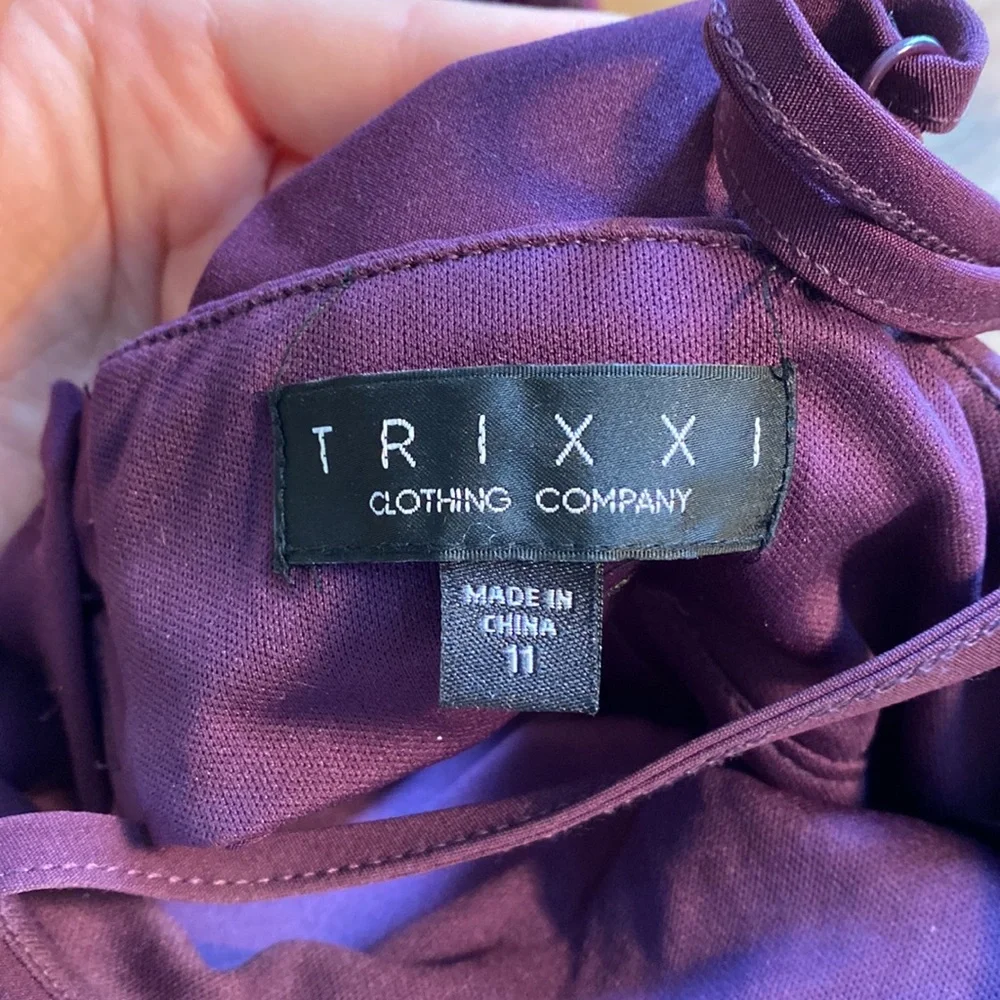 TRIXXI
CLOTHING COMPANY
MADE IN
CHINA
11